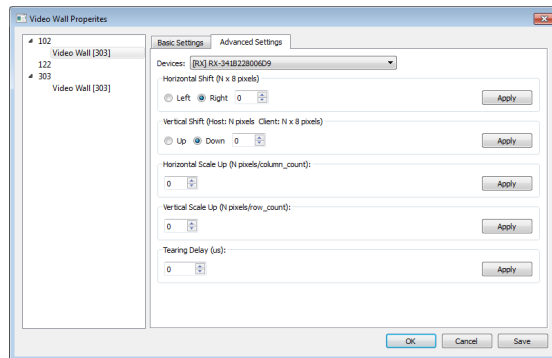 Video Wall Properites
102
Video Wall [303]
122
303
Video Wall [303]
Basic Settings Advanced Settings
Devices: [RX] RX-341B228006D9
Horizontal Shift (N x 8 pixels)
Left Right 0 Apply
Vertical Shift (Host: N pixels Client: N x 8 pixels)
Up Down 0 Apply
Horizontal Scale Up (N pixels/column_count):
0 Apply
Vertical Scale Up (N pixels/row_count):
0 Apply
Tearing Delay (us):
0 Apply
OK Cancel Save